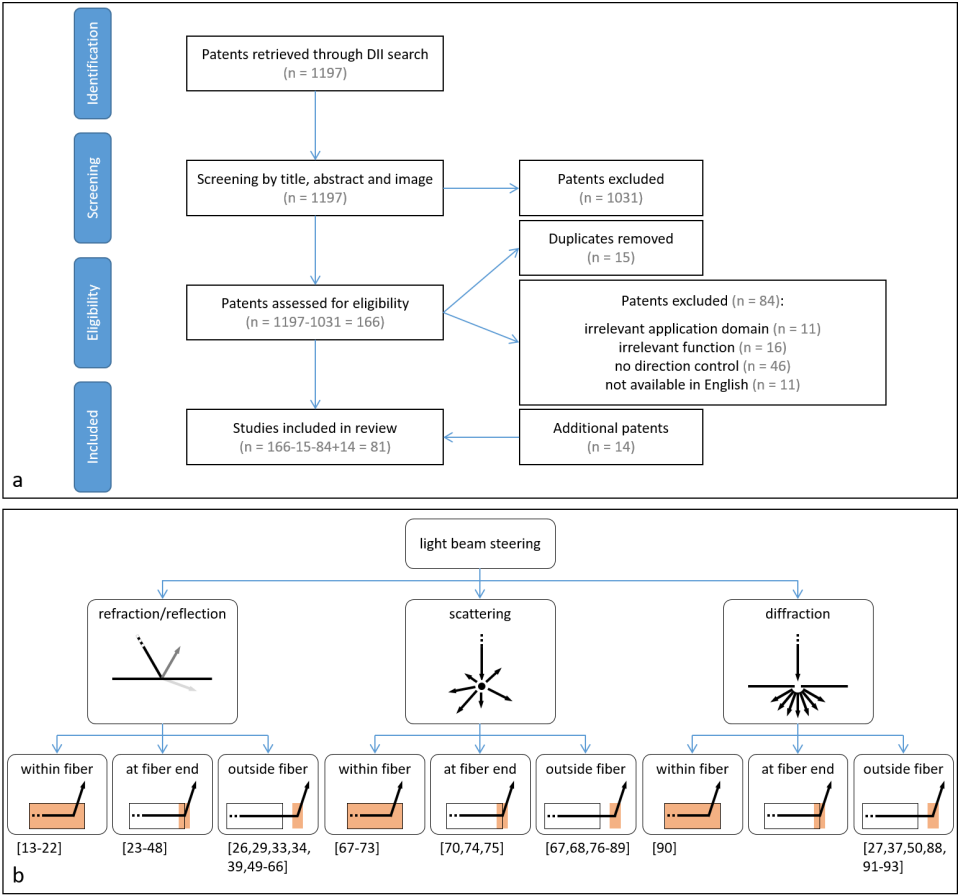 Identification
Patents retrieved through DII search
(n = 1197)
Screening
Screening by title, abstract and image
(n = 1197)
Patents excluded
(n = 1031)
Duplicates removed
(n = 15)
Eligibility
Patents assessed for eligibility
(n = 1197-1031 = 166)
Patents excluded (n = 84):
irrelevant application domain (n = 11)
irrelevant function (n = 16)
no direction control (n = 46)
not available in English (n = 11)
Included
Studies included in review
(n = 166-15-84+14 = 81)
Additional patents
(n = 14)
a
light beam steering
refraction/reflection
scattering
diffraction
within fiber
at fiber end
outside fiber
within fiber
at fiber end
outside fiber
within fiber
at fiber end
outside fiber
[13-22]
[23-48]
[26,29,33,34,
39,49-66]
[67-73]
[70,74,75]
[67,68,76-89]
[90]
[27,37,50,88,
91-93]
b